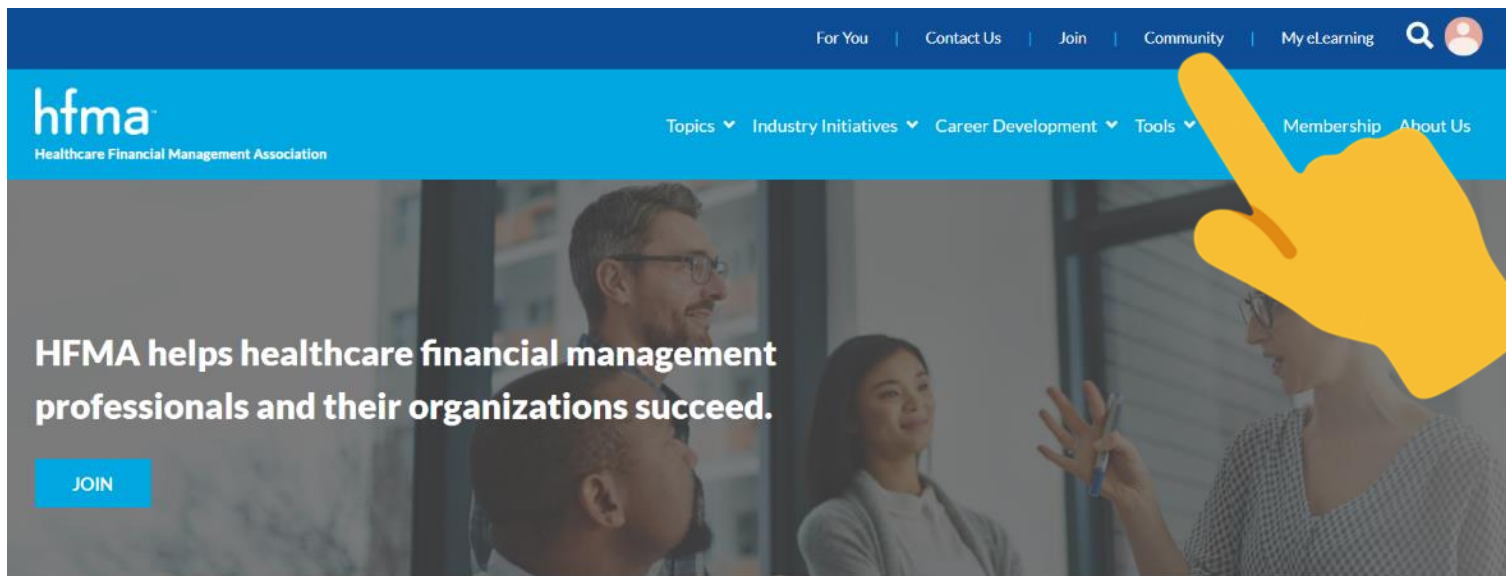 For You | Contact Us | Join | Community | My eLearning
hfma™
Topics Industry Initiatives Career Development Tools Membership About Us
Healthcare Financial Management Association
HFMA helps healthcare financial management
professionals and their organizations succeed.
JOIN